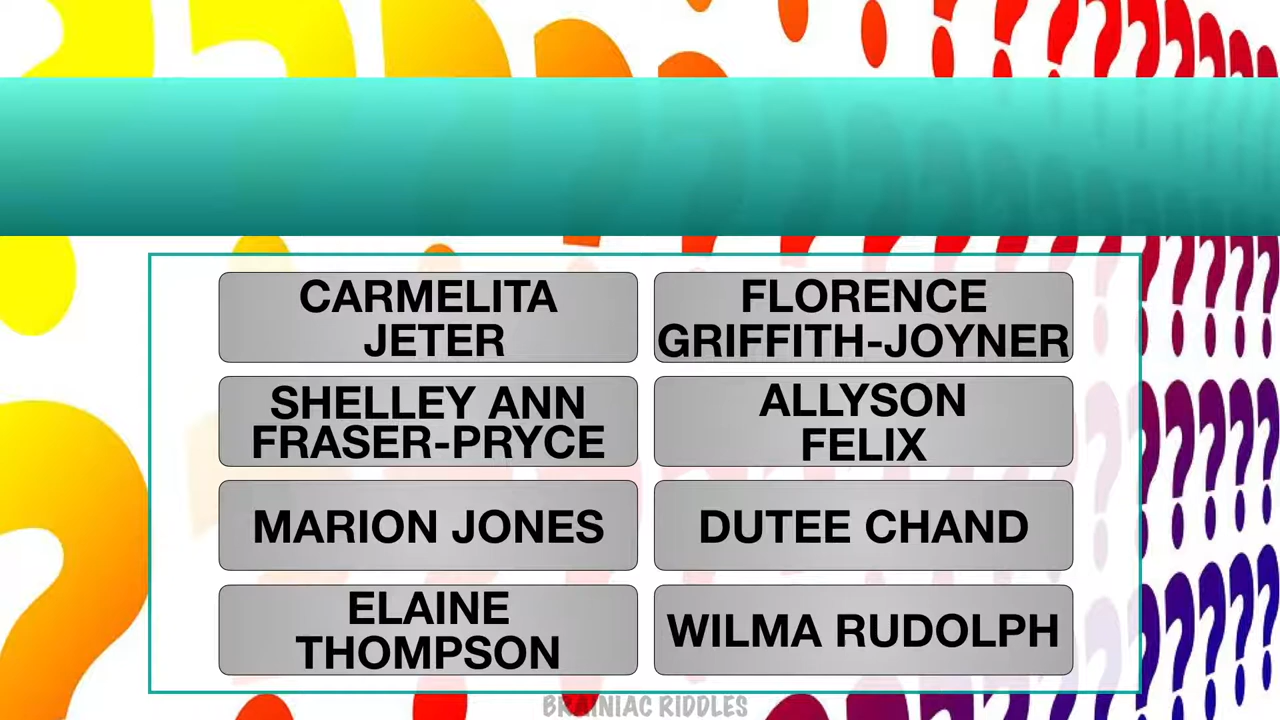 CARMELITA
JETER
FLORENCE
GRIFFITH-JOYNER
SHELLEY ANN
FRASER-PRYCE
ALLYSON
FELIX
MARION JONES
DUTEE CHAND
ELAINE
THOMPSON
WILMA RUDOLPH
BRAINIAC RIDDLES